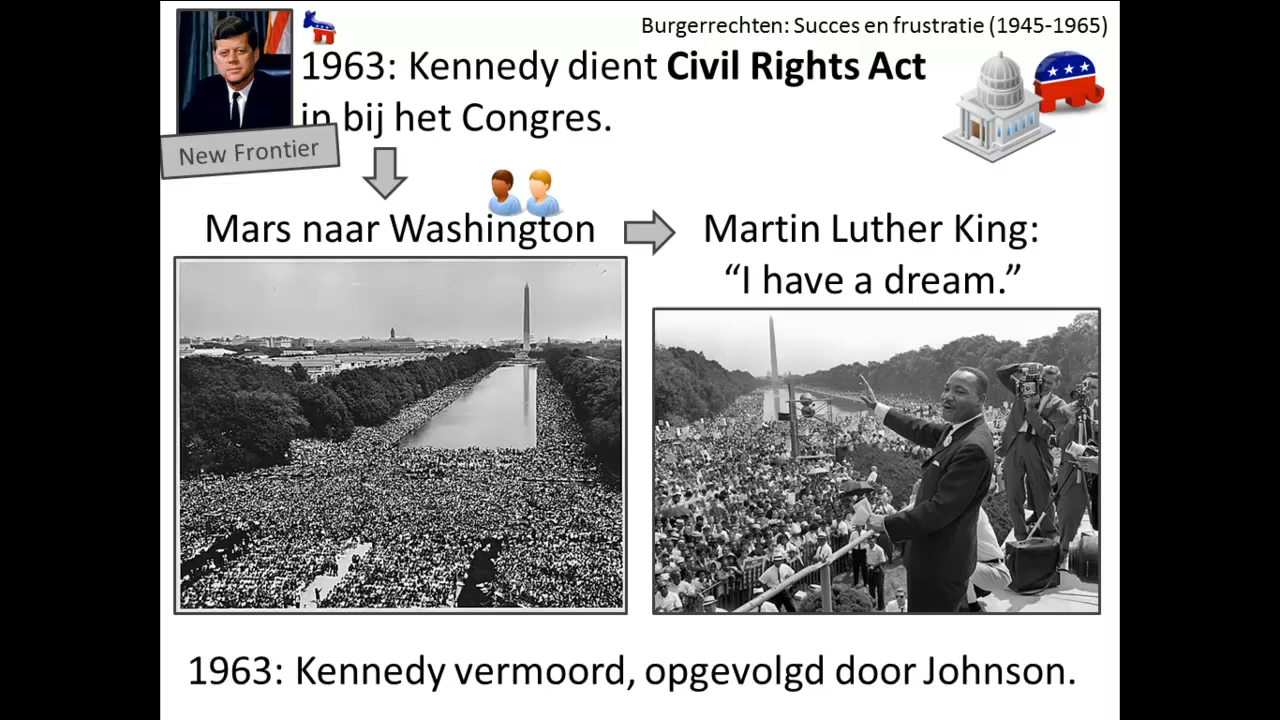 Burgerrechten: Succes en frustratie (1945-1965)
1963: Kennedy dient Civil Rights Act
in bij het Congres.
New Frontier
Mars naar Washington
Martin Luther King:
“I have a dream.”
1963: Kennedy vermoord, opgevolgd door Johnson.